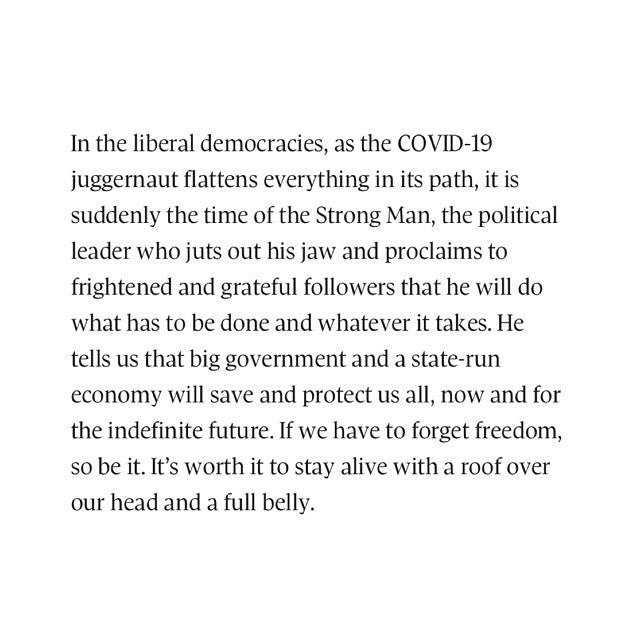 In the liberal democracies, as the COVID-19
juggernaut flattens everything in its path, it is
suddenly the time of the Strong Man, the political
leader who juts out his jaw and proclaims to
frightened and grateful followers that he will do
what has to be done and whatever it takes. He
tells us that big government and a state-run
economy will save and protect us all, now and for
the indefinite future. If we have to forget freedom,
so be it. It’s worth it to stay alive with a roof over
our head and a full belly.